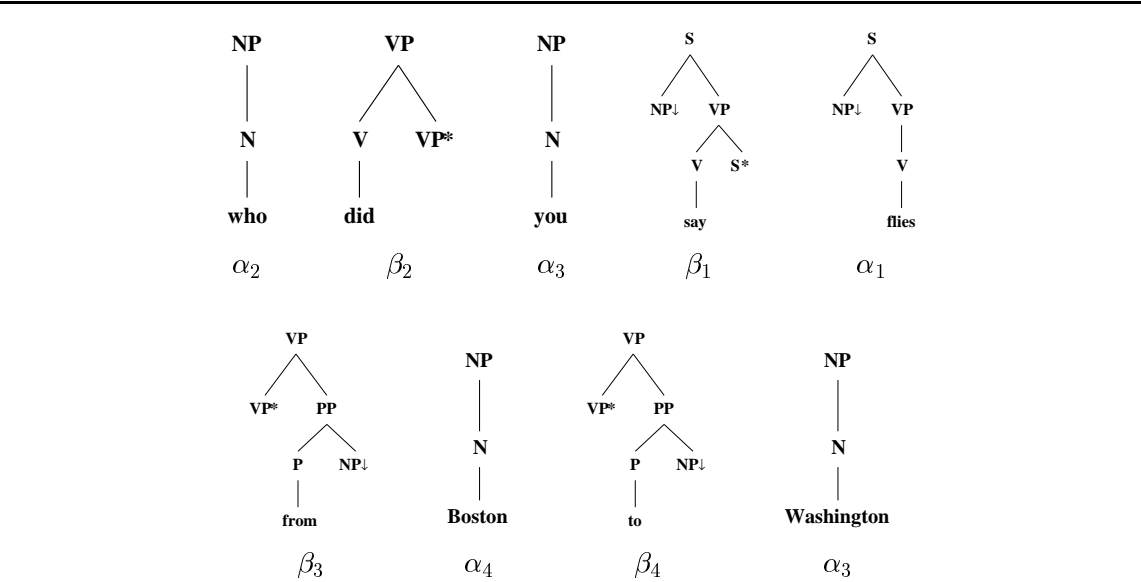 NP VP NP S S
NP↓ VP NP↓ VP
N V VP* N
V S* V
who did you say flies
α₂ β₂ α₃ β₁ α₁
VP NP VP NP
VP* PP VP* PP
N N
P NP↓ P NP↓
from Boston to Washington
β₃ α₄ β₄ α₃